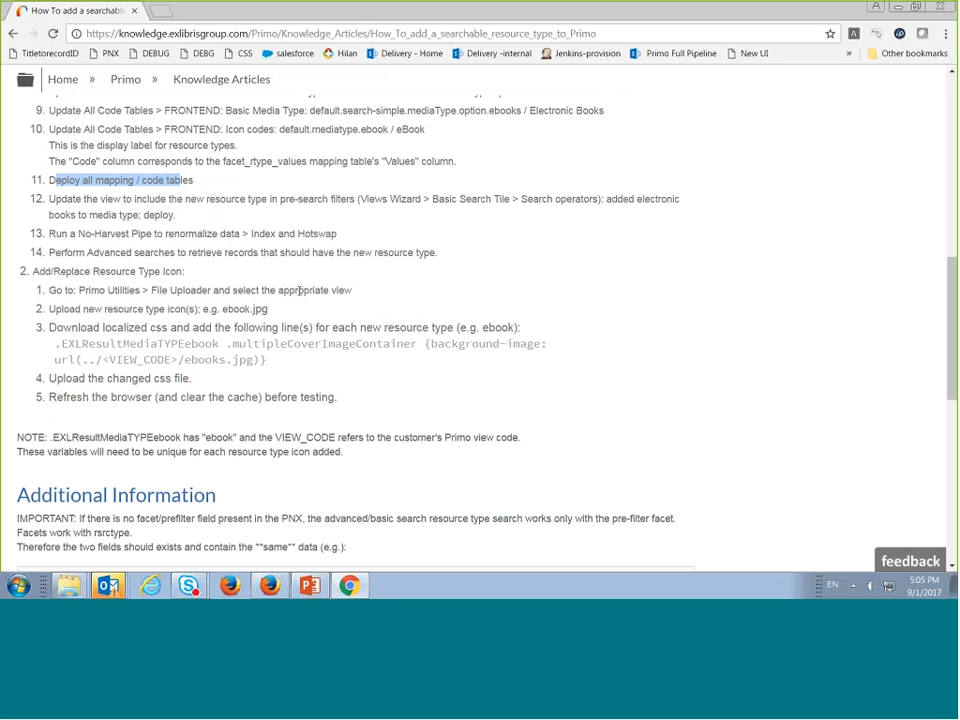 How To add a searchable
https://knowledge.exlibrisgroup.com/Primo/Knowledge_Articles/How_To_add_a_searchable_resource_type_to_Primo
TitletorecordID PNX DEBUG DEBG CSS salesforce Hilan Delivery - Home Delivery -internal Jenkins-provision Primo Full Pipeline New UI » Other bookmarks
Home » Primo » Knowledge Articles
9. Update All Code Tables > FRONTEND: Basic Media Type: default.search-simple.mediaType.option.ebooks / Electronic Books
10. Update All Code Tables > FRONTEND: Icon codes: default.mediatype.ebook / eBook
This is the display label for resource types.
The "Code" column corresponds to the facet_rtype_values mapping table's "Values" column.
11. Deploy all mapping / code tables
12. Update the view to include the new resource type in pre-search filters (Views Wizard > Basic Search Tile > Search operators): added electronic
books to media type; deploy.
13. Run a No-Harvest Pipe to renormalize data > Index and Hotswap
14. Perform Advanced searches to retrieve records that should have the new resource type.
2. Add/Replace Resource Type Icon:
1. Go to: Primo Utilities > File Uploader and select the appropriate view
2. Upload new resource type icon(s); e.g. ebook.jpg
3. Download localized css and add the following line(s) for each new resource type (e.g. ebook):
.EXLResultMediaTYPEebook .multipleCoverImageContainer {background-image:
url(../<VIEW_CODE>/ebooks.jpg)}
4. Upload the changed css file.
5. Refresh the browser (and clear the cache) before testing.
NOTE: .EXLResultMediaTYPEebook has "ebook" and the VIEW_CODE refers to the customer's Primo view code.
These variables will need to be unique for each resource type icon added.
Additional Information
IMPORTANT: If there is no facet/prefilter field present in the PNX, the advanced/basic search resource type search works only with the pre-filter facet.
Facets work with rsrctype.
Therefore the two fields should exists and contain the **same** data (e.g.):
feedback
EN 5:05 PM
9/1/2017